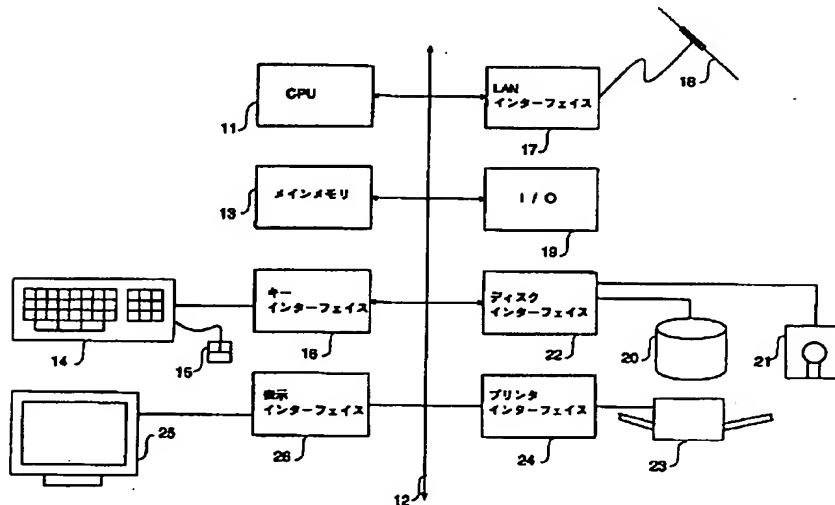 CPU
11
LAN
インターフェイス
17
18
メインメモリ
13
I / O
19
キー
インターフェイス
16
14
15
ディスク
インターフェイス
22
20
21
表示
インターフェイス
26
25
プリンタ
インターフェイス
24
23
12